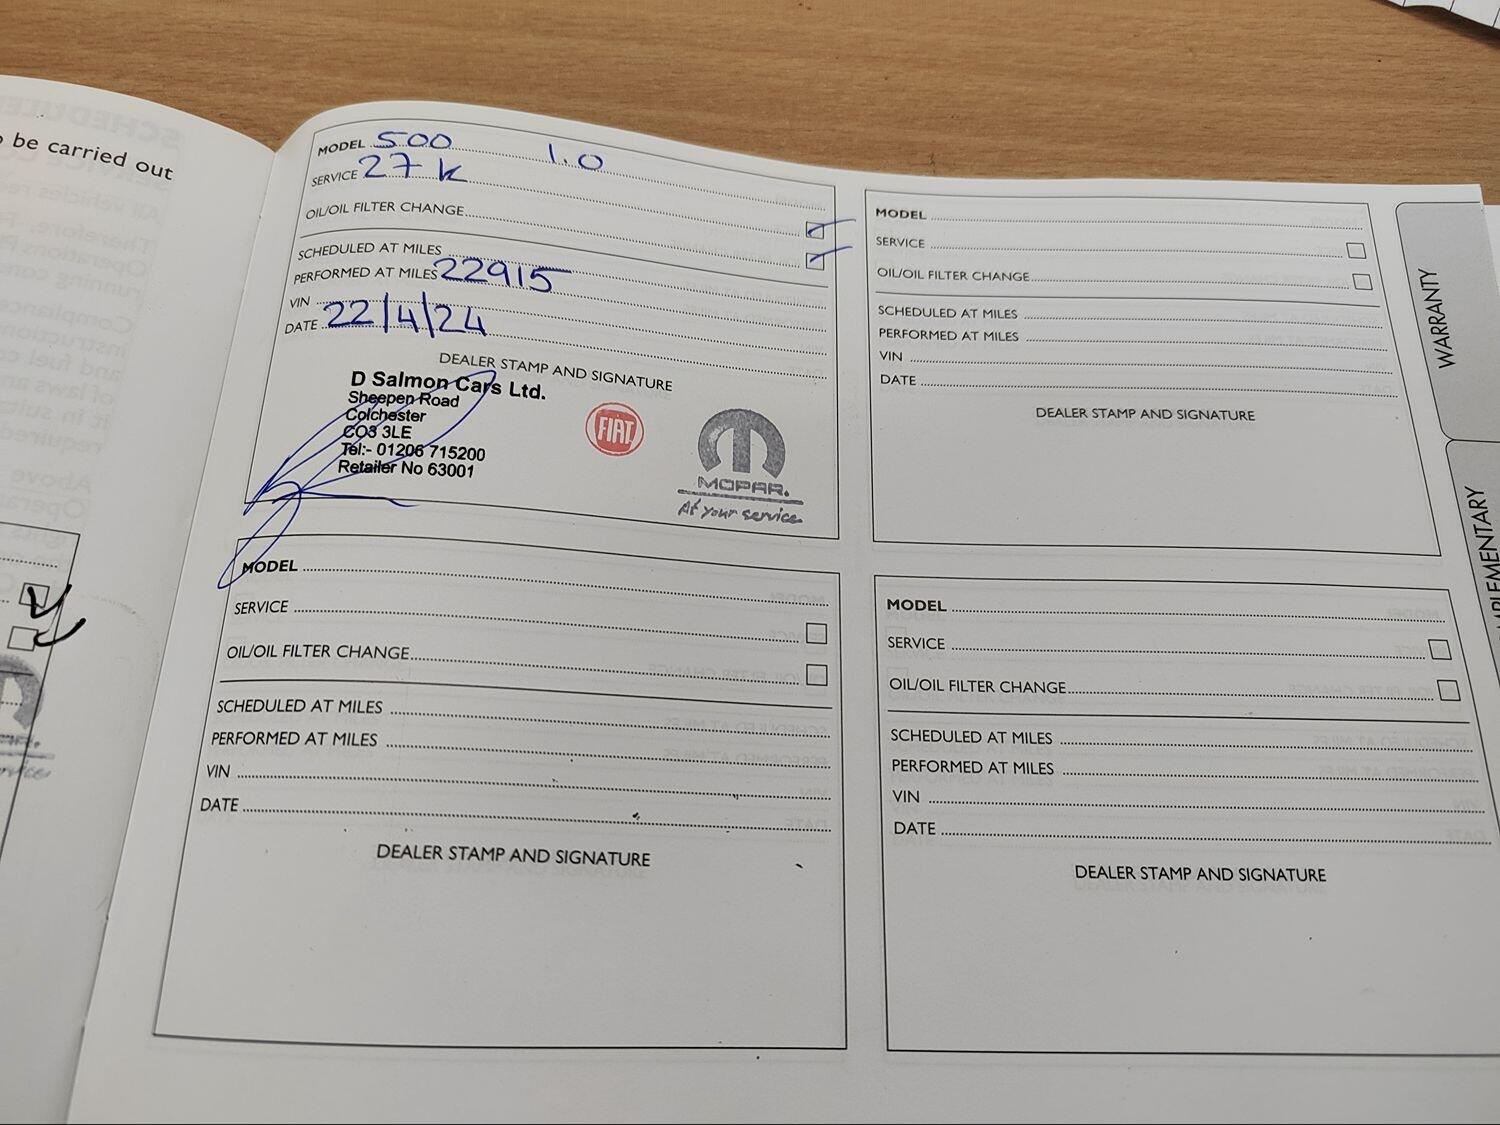 o be carried out
MODEL 500 1.0
SERVICE 27k
OIL/OIL FILTER CHANGE
SCHEDULED AT MILES
PERFORMED AT MILES 22915
VIN
DATE 22/4/24
DEALER STAMP AND SIGNATURE
D Salmon Cars Ltd.
Sheepen Road
Colchester
CO3 3LE
Tel:- 01206 715200
Retailer No 63001
FIAT
MOPAR.
At your service
MODEL
SERVICE
OIL/OIL FILTER CHANGE
SCHEDULED AT MILES
PERFORMED AT MILES
VIN
DATE
DEALER STAMP AND SIGNATURE
MODEL
SERVICE
OIL/OIL FILTER CHANGE
SCHEDULED AT MILES
PERFORMED AT MILES
VIN
DATE
DEALER STAMP AND SIGNATURE
MODEL
SERVICE
OIL/OIL FILTER CHANGE
SCHEDULED AT MILES
PERFORMED AT MILES
VIN
DATE
DEALER STAMP AND SIGNATURE
WARRANTY
PLEMENTARY